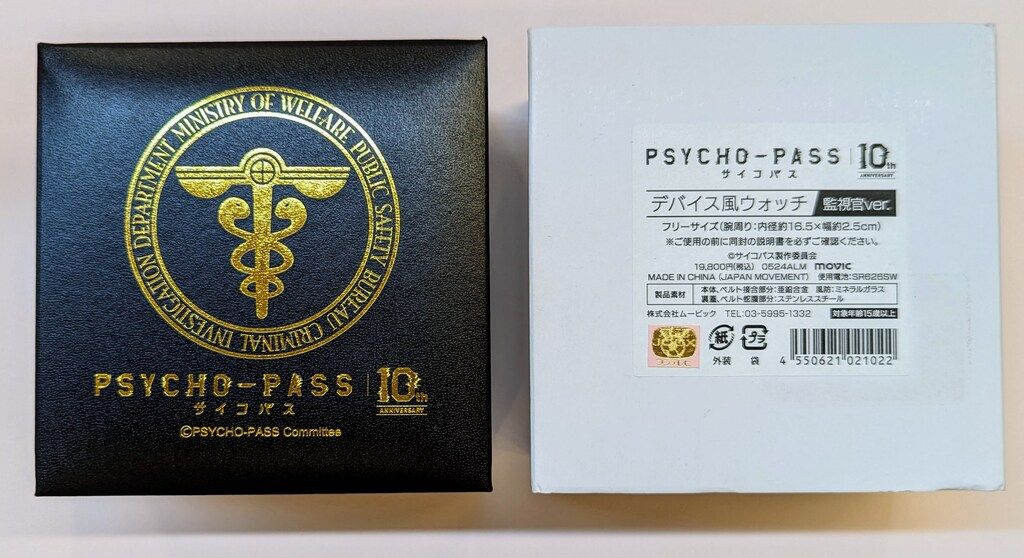 MINISTRY OF WELFARE PUBLIC SAFETY BUREAU CRIMINAL INVESTIGATION DEPARTMENT
PSYCHO-PASS | 10th
サイコパス ANNIVERSARY
©PSYCHO-PASS Committee
PSYCHO-PASS | 10th
サイコパス ANNIVERSARY
デバイス風ウォッチ 監視官ver.
フリーサイズ(腕周り:内径約16.5×幅約2.5cm)
※ご使用の前に同封の説明書を必ずご確認ください。
©サイコパス製作委員会
19,800円(税込) 0524ALM movic
MADE IN CHINA (JAPAN MOVEMENT) 使用電池:SR626SW
製品素材 本体、ベルト接合部分:亜鉛合金 風防:ミネラルガラス
裏蓋、ベルト蛇腹部分:ステンレススチール
株式会社ムービック TEL:03-5995-1332 対象年齢15歳以上
紙 プラ
外装 袋
4 550621 021022